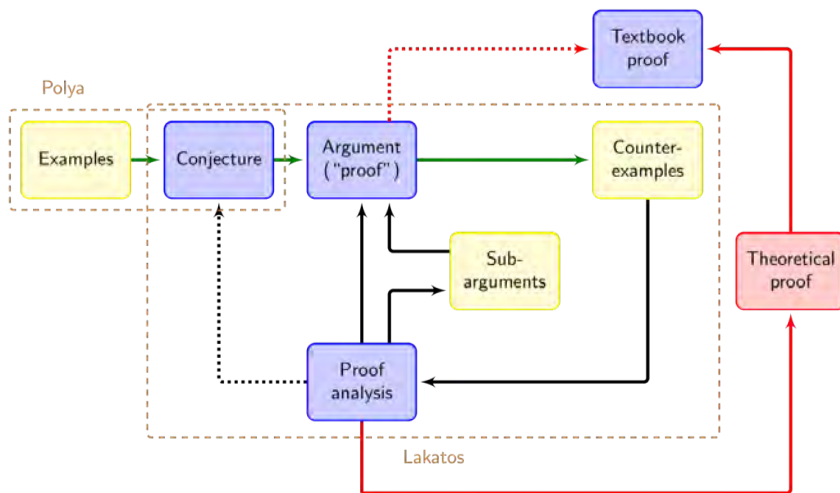 Textbook
proof
Polya
Examples
Conjecture
Argument
("proof")
Counter-
examples
Sub-
arguments
Theoretical
proof
Proof
analysis
Lakatos